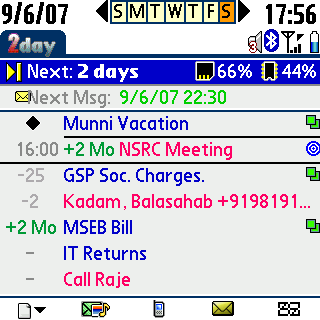 9/6/07 S M T W T F S 17:56
2day
Next: 2 days 66% 44%
Next Msg: 9/6/07 22:30
Munni Vacation
16:00 +2 Mo NSRC Meeting
-25 GSP Soc. Charges.
-2 Kadam, Balasahab +9198191...
+2 Mo MSEB Bill
- IT Returns
- Call Raje